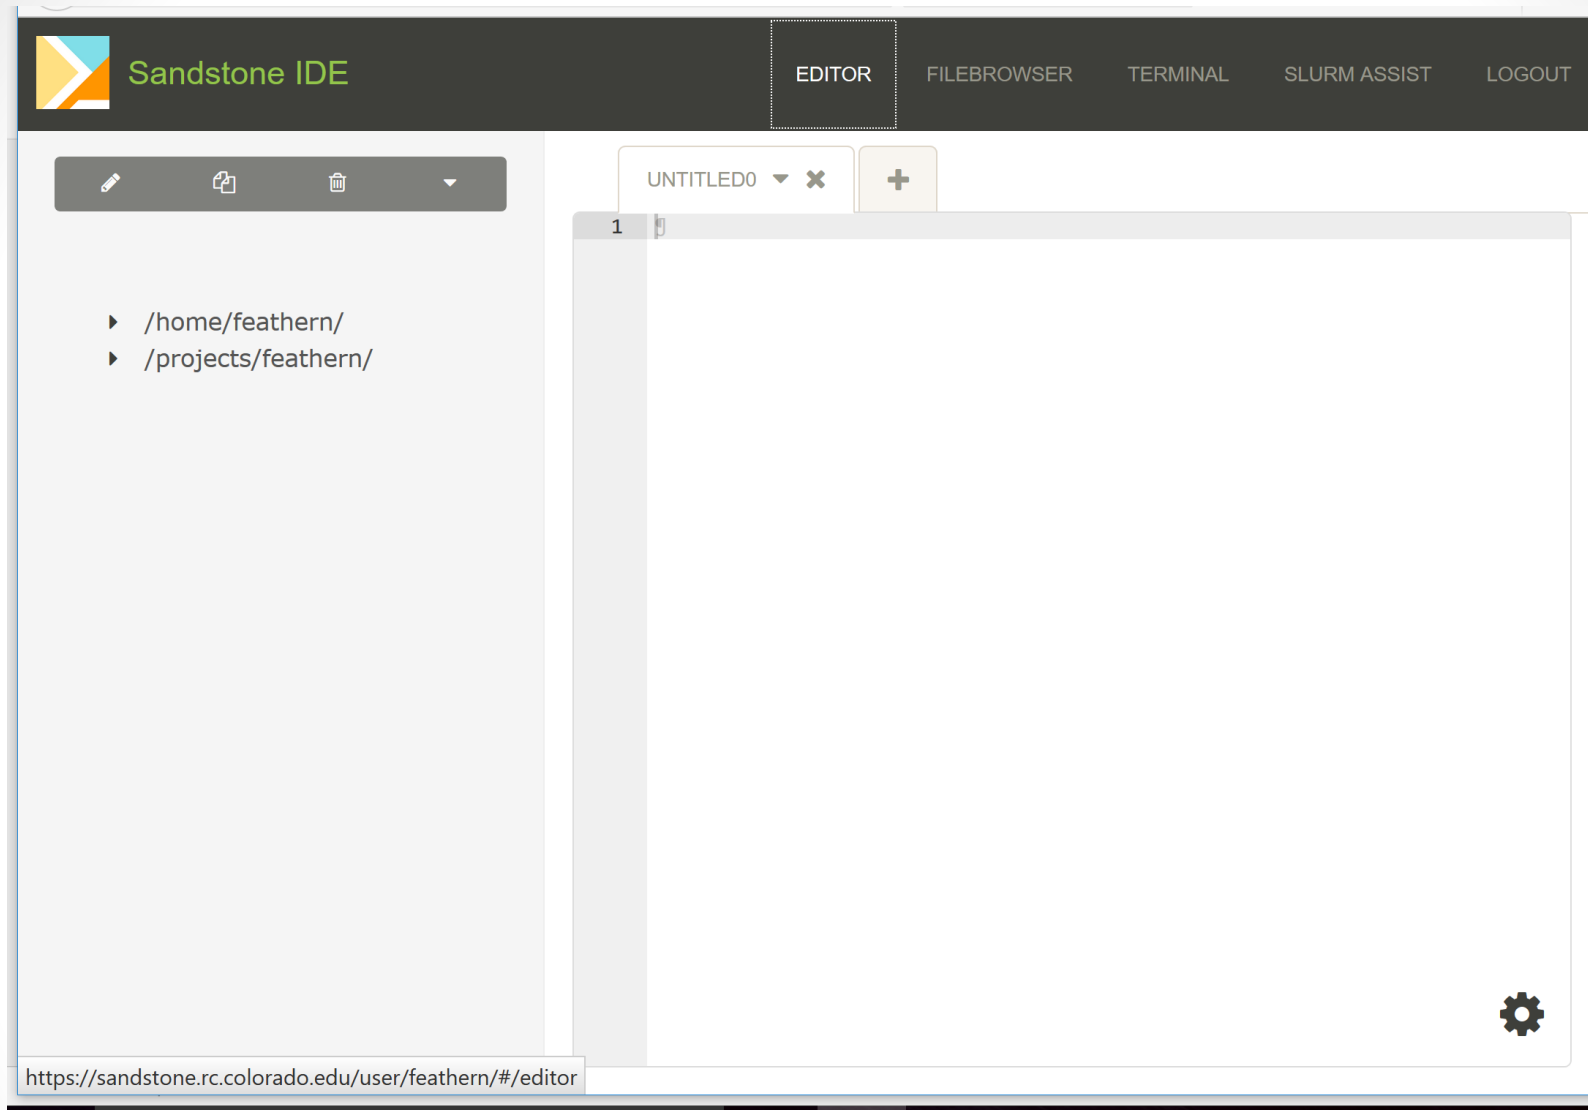 Sandstone IDE
EDITOR FILEBROWSER TERMINAL SLURM ASSIST LOGOUT
UNTITLED0
1 ¶
/home/feathern/
/projects/feathern/
https://sandstone.rc.colorado.edu/user/feathern/#/editor